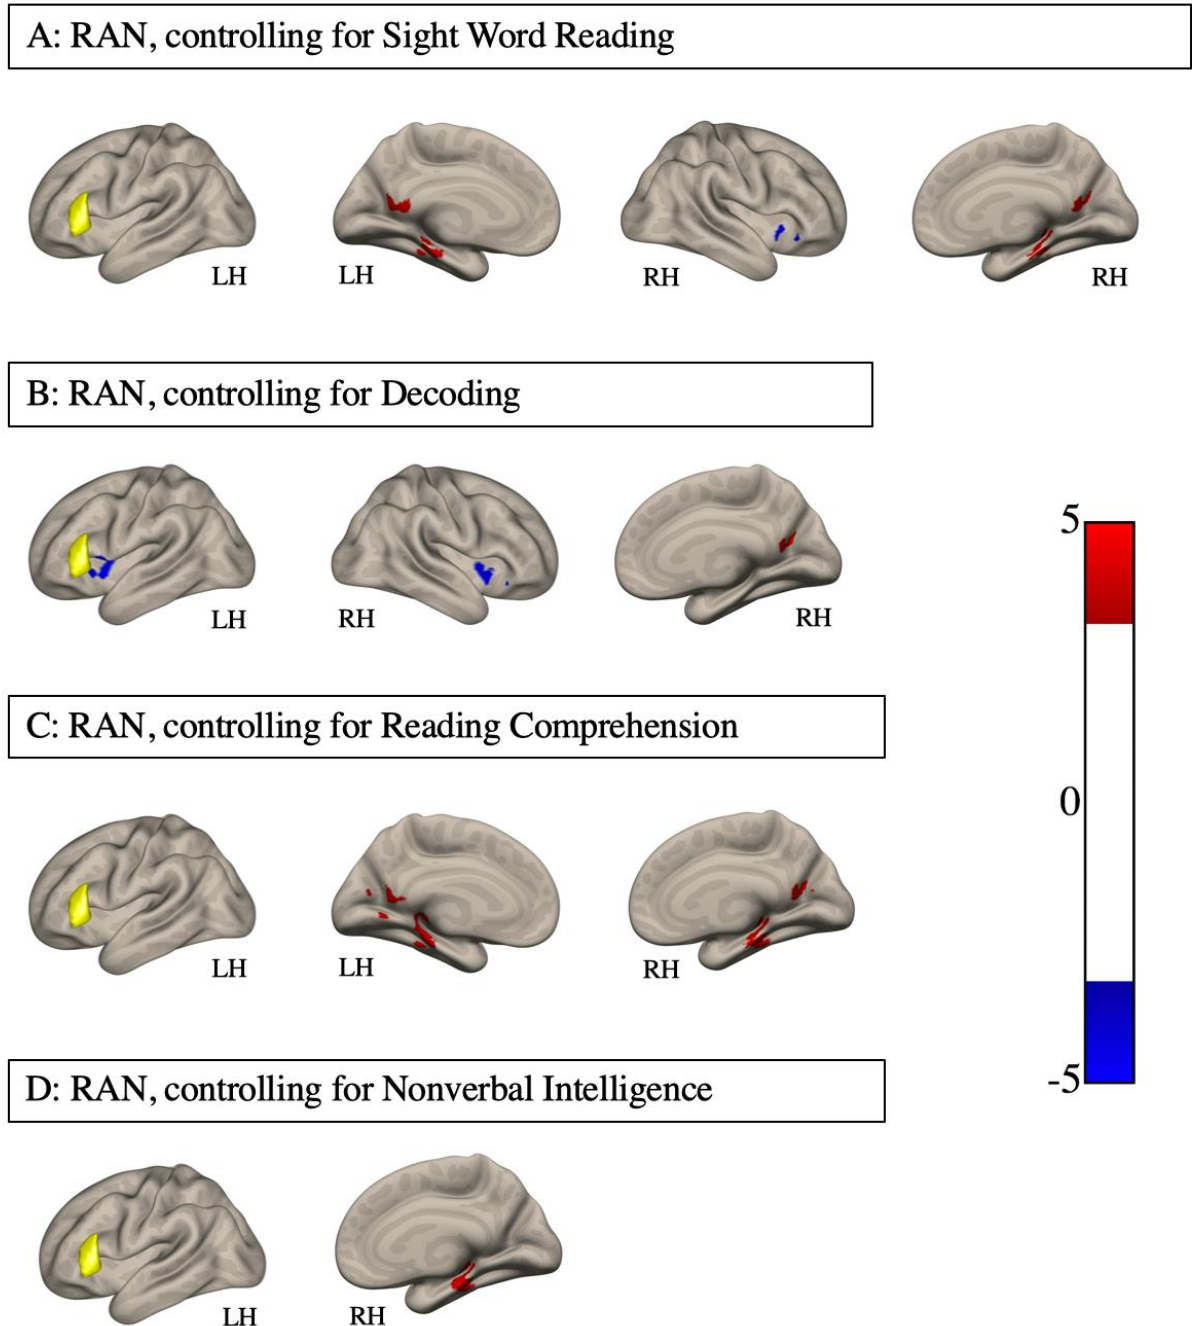 A: RAN, controlling for Sight Word Reading
LH
LH
RH
RH
B: RAN, controlling for Decoding
LH
RH
RH
5
0
-5
C: RAN, controlling for Reading Comprehension
LH
LH
RH
D: RAN, controlling for Nonverbal Intelligence
LH
RH